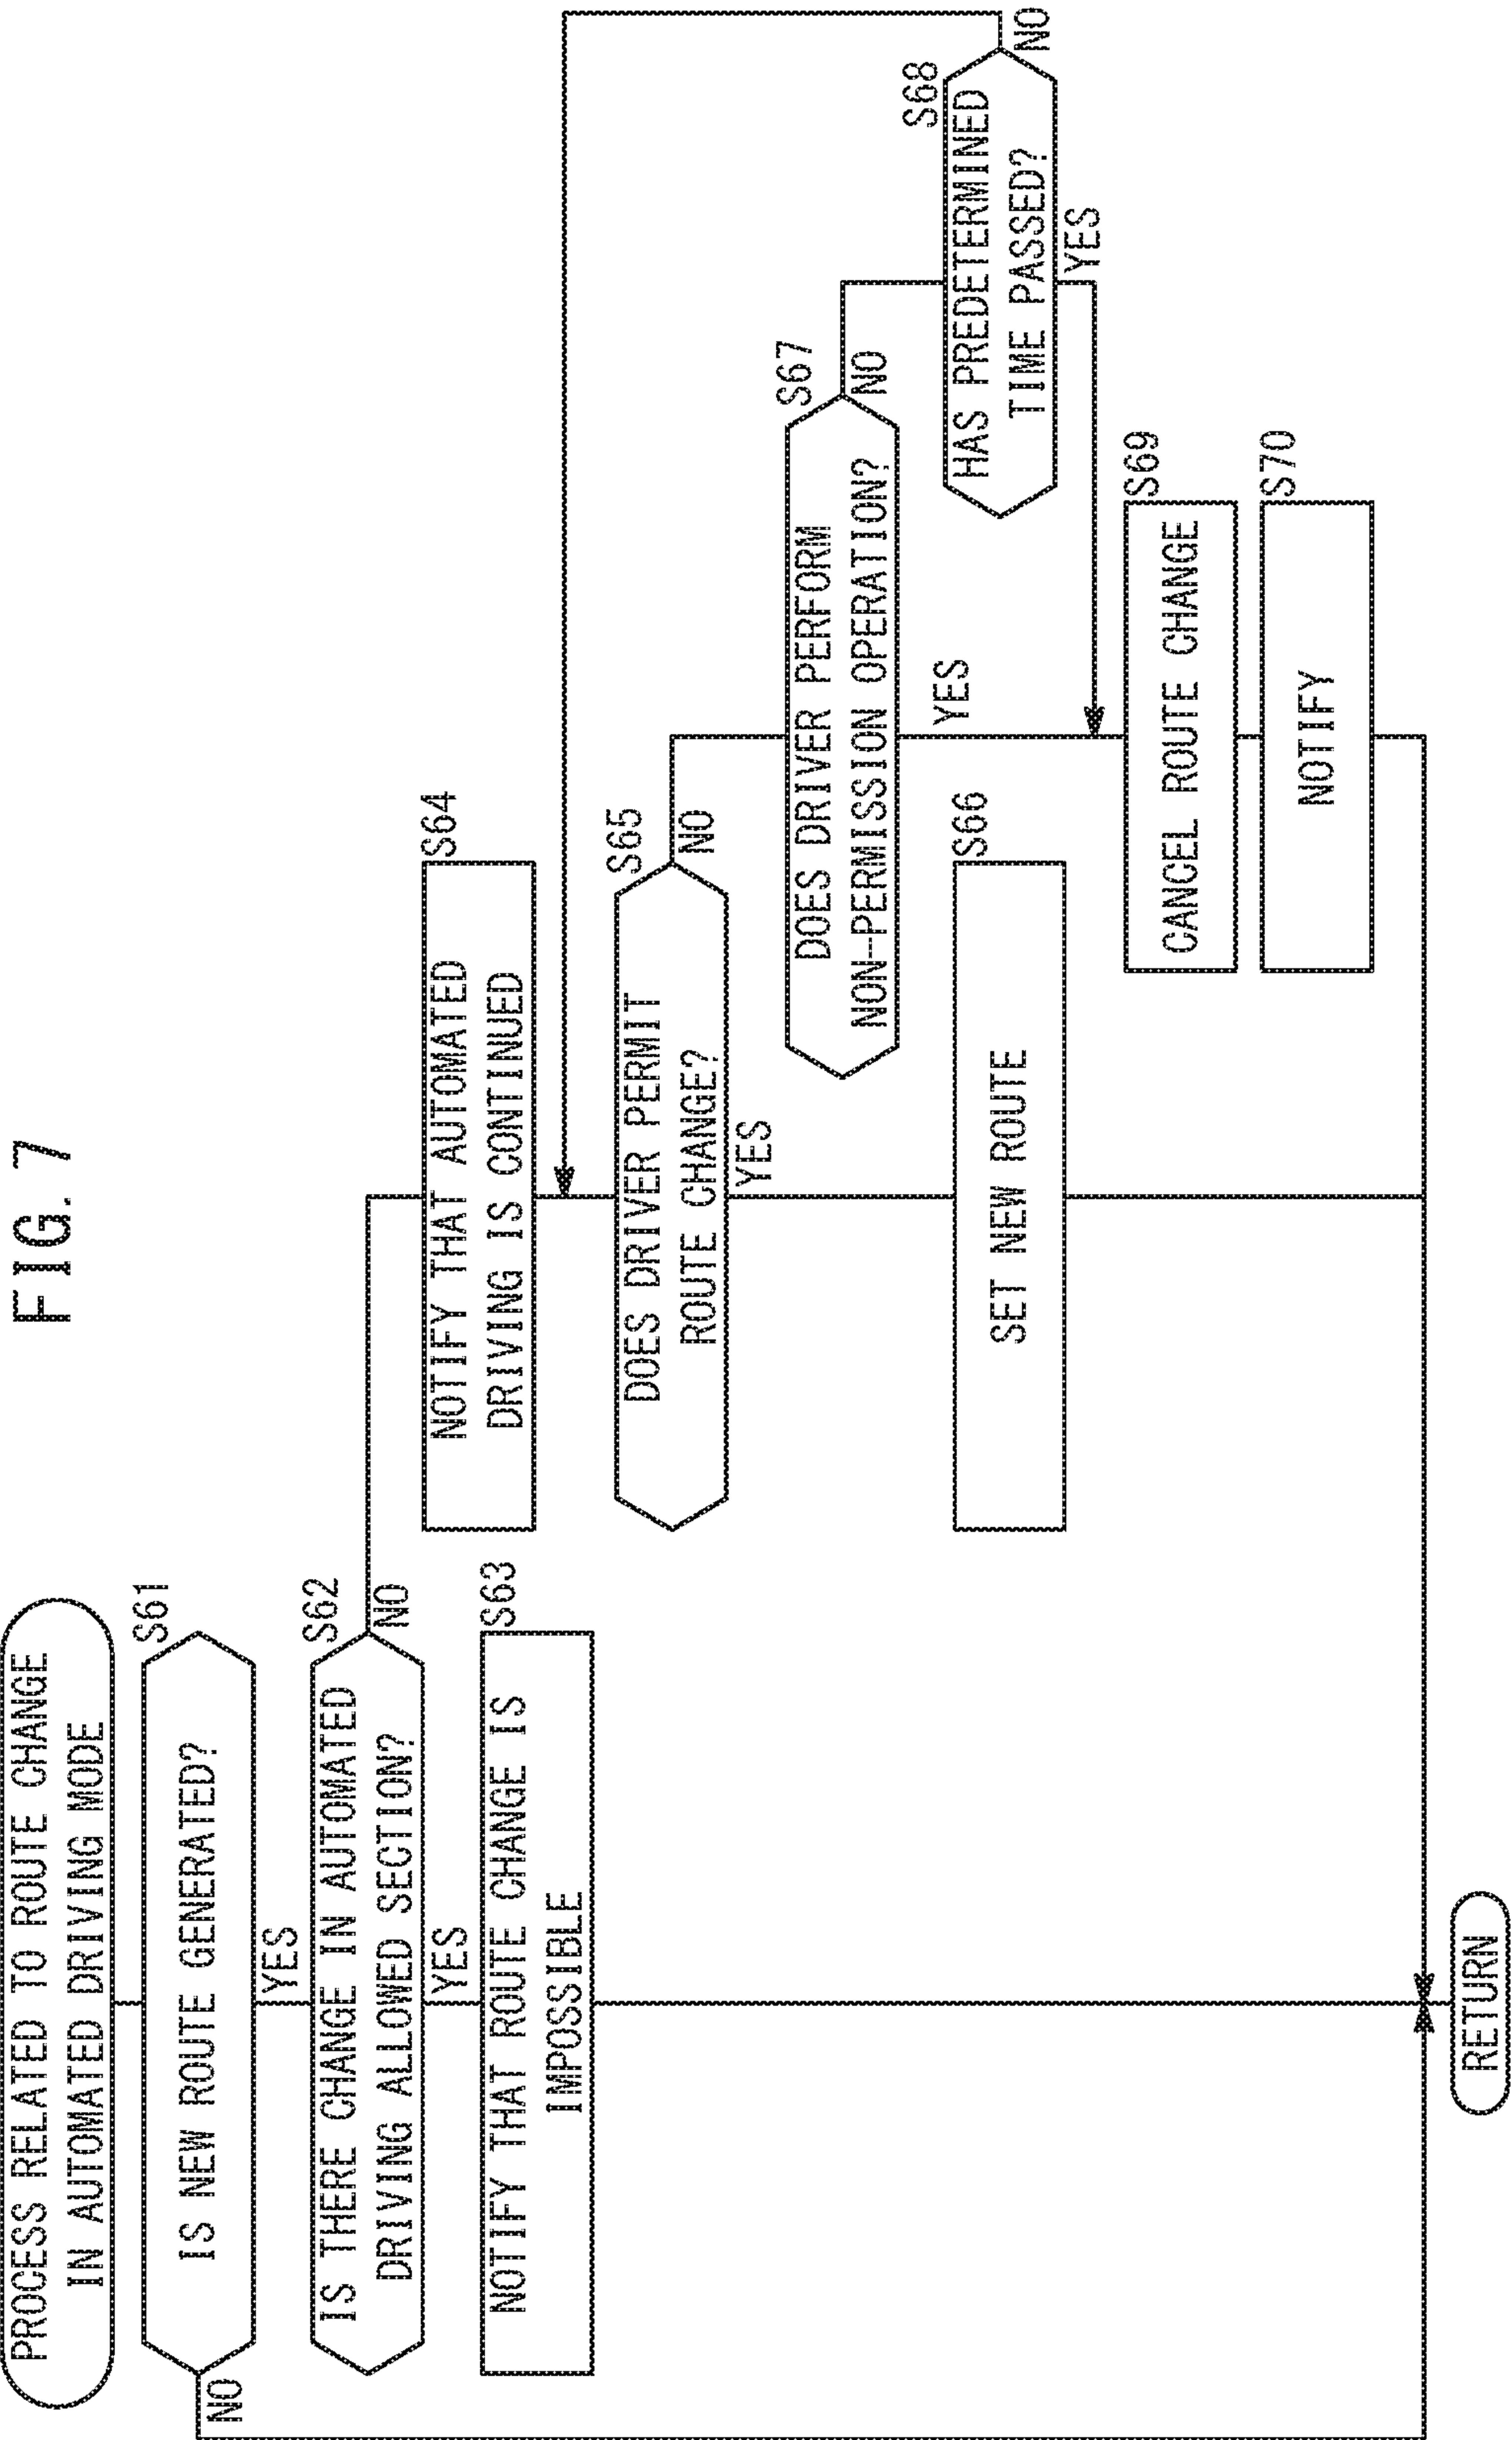 FIG. 7
PROCESS RELATED TO ROUTE CHANGE
IN AUTOMATED DRIVING MODE
S61
IS NEW ROUTE GENERATED?
NO
YES
S62
IS THERE CHANGE IN AUTOMATED
DRIVING ALLOWED SECTION?
NO
YES
S63
NOTIFY THAT ROUTE CHANGE IS
IMPOSSIBLE
S64
NOTIFY THAT AUTOMATED
DRIVING IS CONTINUED
S65
DOES DRIVER PERMIT
ROUTE CHANGE?
NO
YES
S66
SET NEW ROUTE
S67
DOES DRIVER PERFORM
NON-PERMISSION OPERATION?
NO
YES
S68
HAS PREDETERMINED
TIME PASSED?
NO
YES
S69
CANCEL ROUTE CHANGE
S70
NOTIFY
RETURN